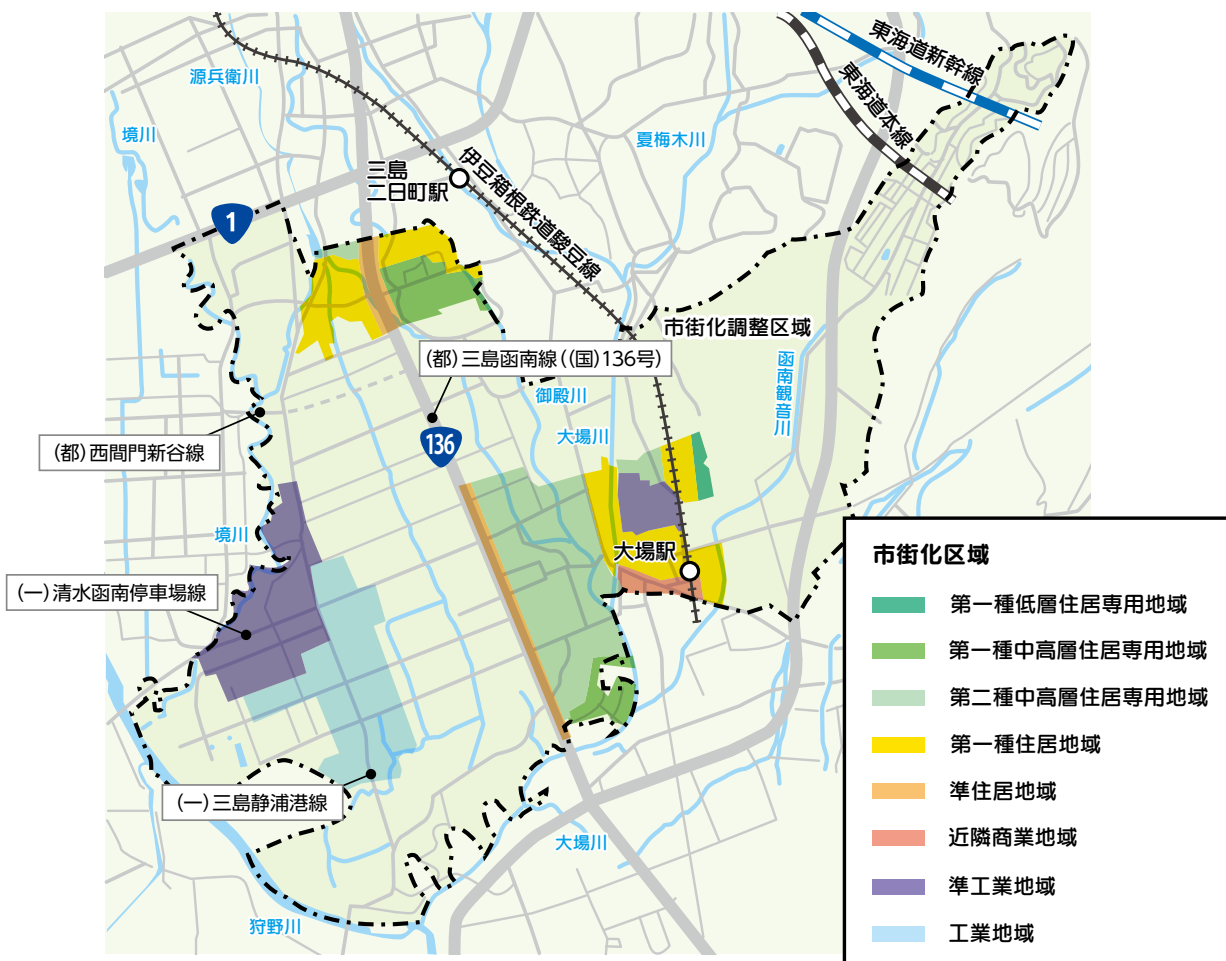 東海道新幹線
東海道本線
源兵衛川
境川
夏梅木川
三島
二日町駅
伊豆箱根鉄道駿豆線
1
市街化調整区域
(都)三島函南線((国)136号)
函南観音川
御殿川
大場川
136
(都)西間門新谷線
境川
大場駅
(一)清水函南停車場線
(一)三島静浦港線
大場川
狩野川
市街化区域
第一種低層住居専用地域
第一種中高層住居専用地域
第二種中高層住居専用地域
第一種住居地域
準住居地域
近隣商業地域
準工業地域
工業地域